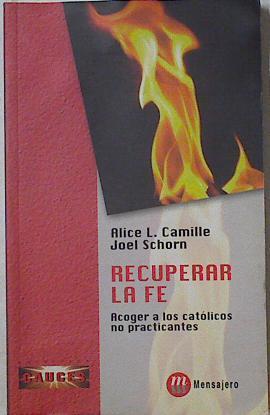 Alice L. Camille
Joel Schorn
RECUPERAR
LA FE
Acoger a los católicos
no practicantes
CAUCES
m Mensajero